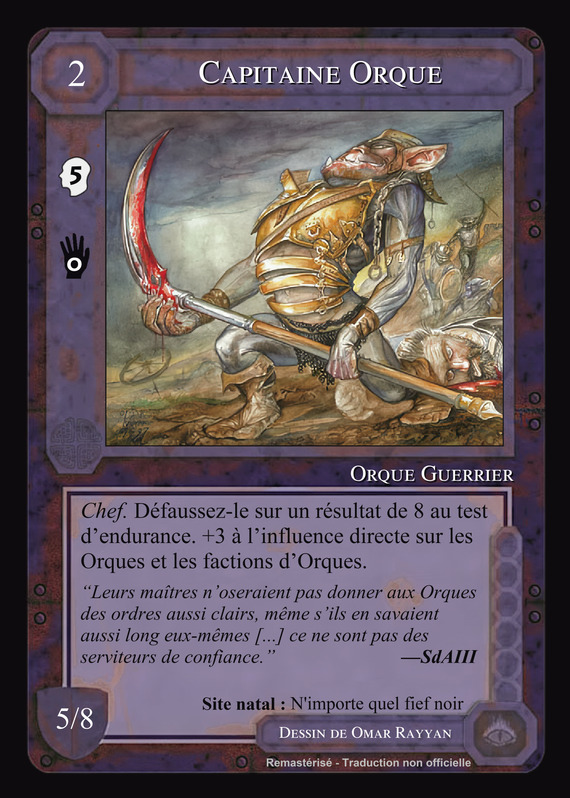 2
CAPITAINE ORQUE
5
0
ORQUE GUERRIER
Chef. Défaussez-le sur un résultat de 8 au test
d’endurance. +3 à l’influence directe sur les
Orques et les factions d’Orques.
“Leurs maîtres n’oseraient pas donner aux Orques
des ordres aussi clairs, même s’ils en savaient
aussi long eux-mêmes [...] ce ne sont pas des
serviteurs de confiance.” —SdAIII
Site natal : N'importe quel fief noir
5/8
DESSIN DE OMAR RAYYAN
Remastérisé - Traduction non officielle